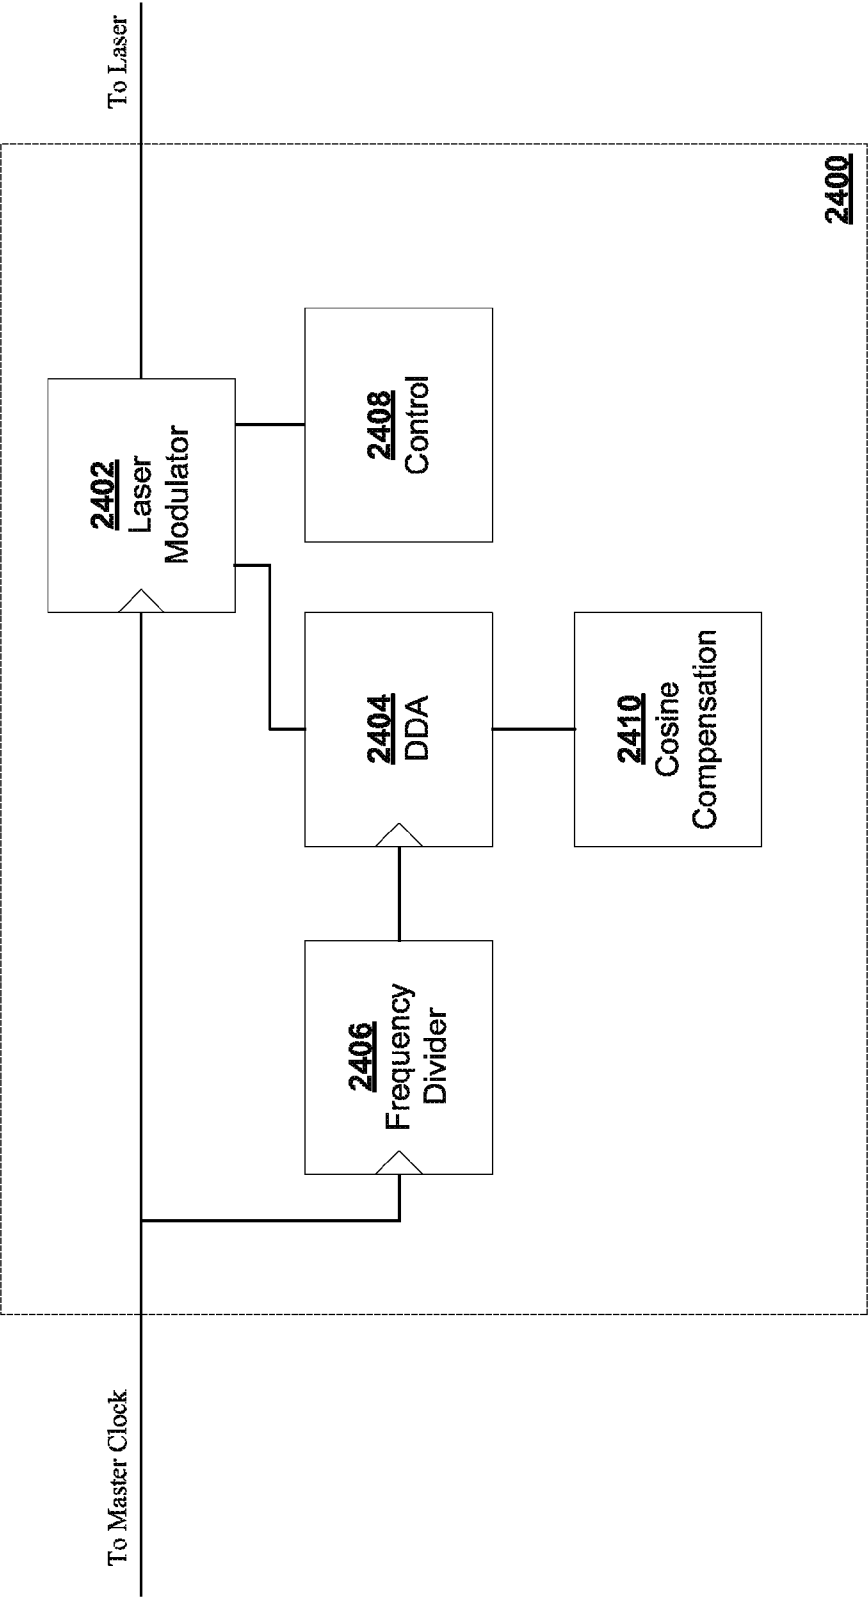 To Master Clock
To Laser
2402
Laser
Modulator
2406
Frequency
Divider
2404
DDA
2408
Control
2410
Cosine
Compensation
2400